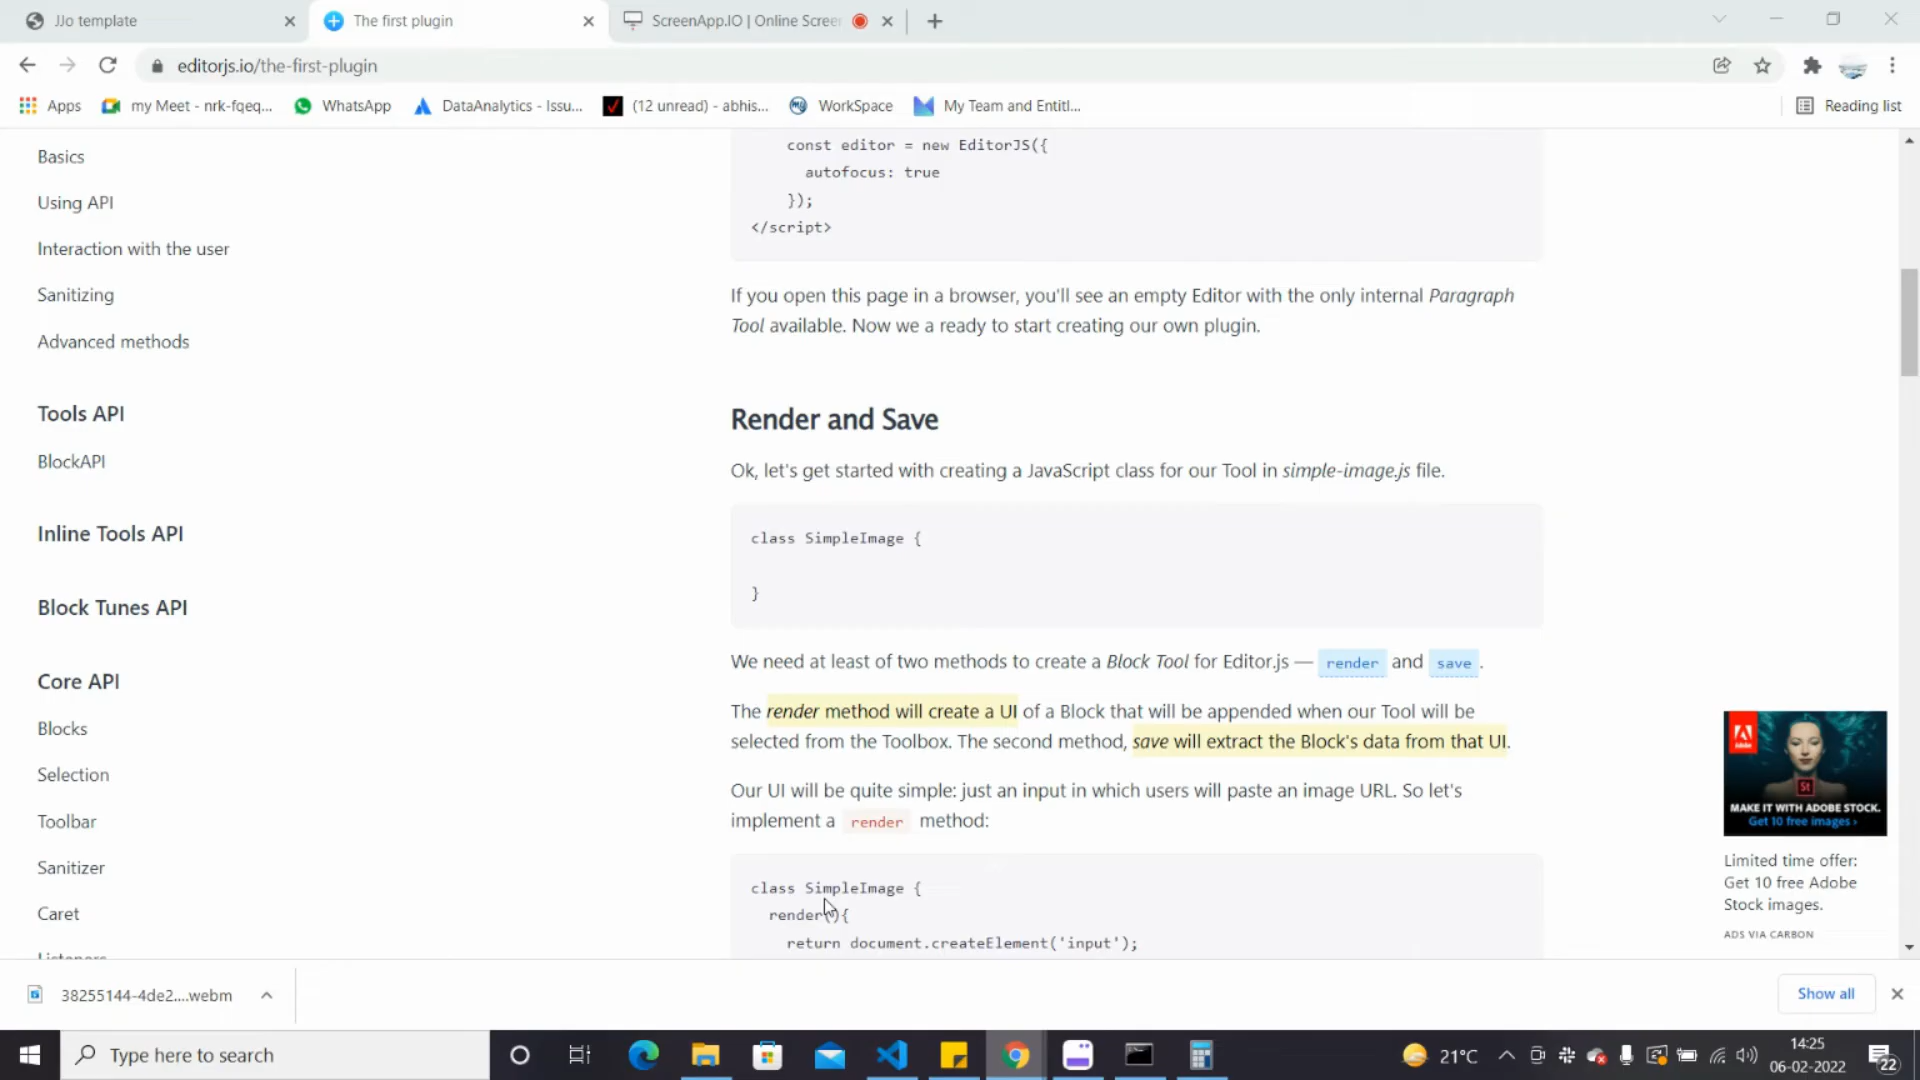 JJo template
The first plugin
ScreenApp.IO | Online Scree
editorjs.io/the-first-plugin
Apps
my Meet - nrk-fqeq...
WhatsApp
DataAnalytics - Issu...
(12 unread) - abhis...
WorkSpace
My Team and Entitl...
Reading list
Basics
Using API
Interaction with the user
Sanitizing
Advanced methods
Tools API
BlockAPI
Inline Tools API
Block Tunes API
Core API
Blocks
Selection
Toolbar
Sanitizer
Caret
Listeners
const editor = new EditorJS({
autofocus: true
});
</script>
If you open this page in a browser, you'll see an empty Editor with the only internal Paragraph
Tool available. Now we a ready to start creating our own plugin.
Render and Save
Ok, let's get started with creating a JavaScript class for our Tool in simple-image.js file.
class SimpleImage {
}
We need at least of two methods to create a Block Tool for Editor.js — render and save .
The render method will create a UI of a Block that will be appended when our Tool will be
selected from the Toolbox. The second method, save will extract the Block's data from that UI.
Our UI will be quite simple: just an input in which users will paste an image URL. So let's
implement a render method:
class SimpleImage {
render(){
return document.createElement('input');
St
MAKE IT WITH ADOBE STOCK.
Get 10 free images ›
Limited time offer:
Get 10 free Adobe
Stock images.
ADS VIA CARBON
38255144-4de2....webm
Show all
Type here to search
21°C
14:25
06-02-2022
22